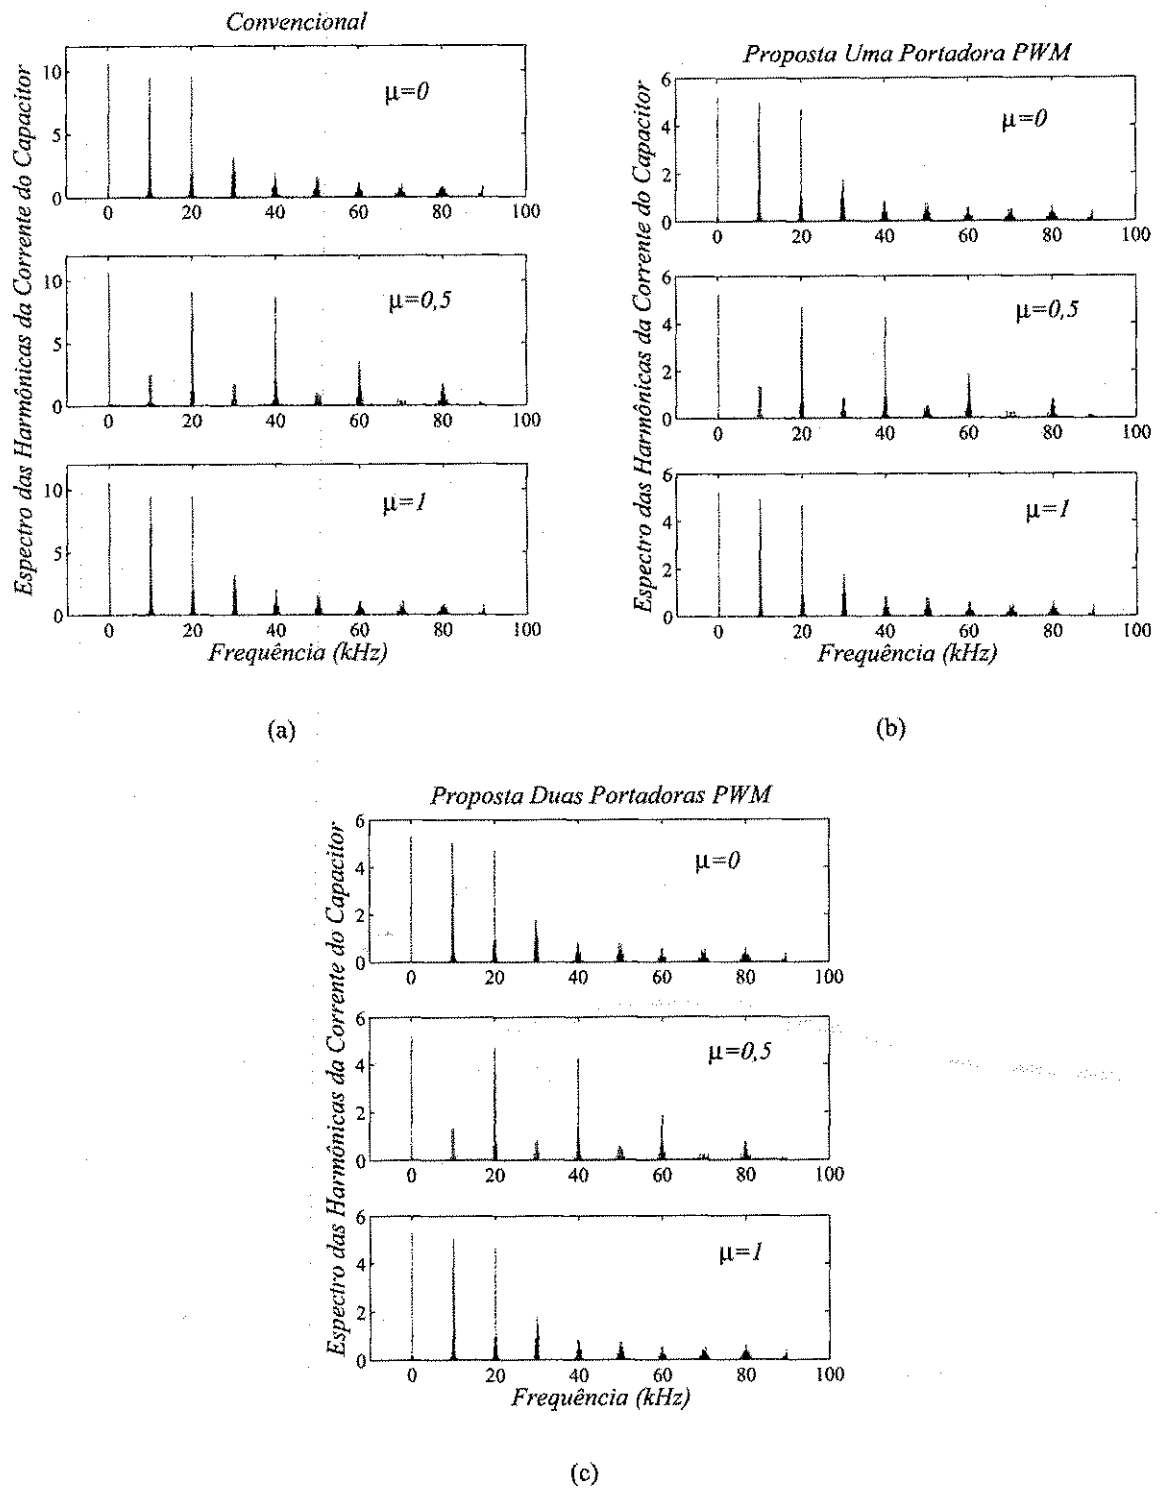 Convencional
Espectro das Harmônicas da Corrente do Capacitor
10
5
0
μ=0
0 20 40 60 80 100
10
5
0
μ=0,5
0 20 40 60 80 100
10
5
0
μ=1
0 20 40 60 80 100
Frequência (kHz)
(a)
Proposta Uma Portadora PWM
Espectro das Harmônicas da Corrente do Capacitor
6
4
2
0
μ=0
0 20 40 60 80 100
6
4
2
0
μ=0,5
0 20 40 60 80 100
6
4
2
0
μ=1
0 20 40 60 80 100
Frequência (kHz)
(b)
Proposta Duas Portadoras PWM
Espectro das Harmônicas da Corrente do Capacitor
6
4
2
0
μ=0
0 20 40 60 80 100
6
4
2
0
μ=0,5
0 20 40 60 80 100
6
4
2
0
μ=1
0 20 40 60 80 100
Frequência (kHz)
(c)